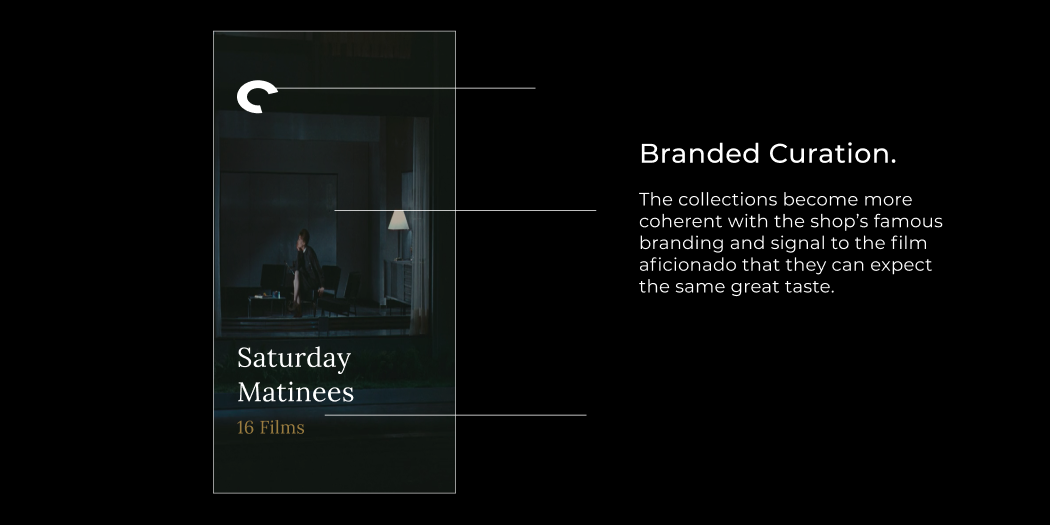 Saturday
Matinees
16 Films
Branded Curation.
The collections become more
coherent with the shop’s famous
branding and signal to the film
aficionado that they can expect
the same great taste.